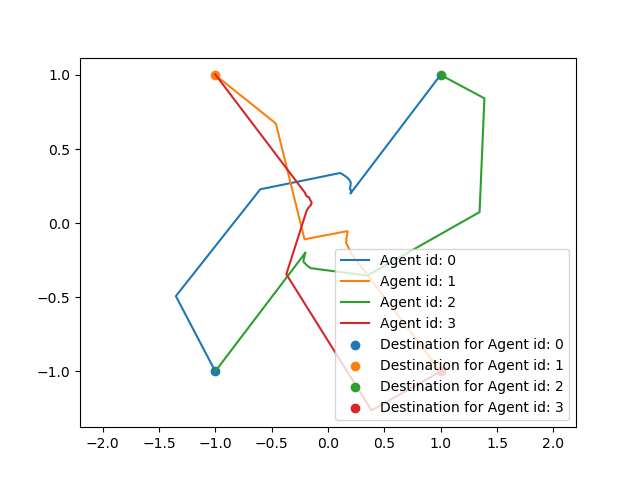 1.0
0.5
0.0
−0.5
−1.0
Agent id: 0
Agent id: 1
Agent id: 2
Agent id: 3
Destination for Agent id: 0
Destination for Agent id: 1
Destination for Agent id: 2
Destination for Agent id: 3
−2.0 −1.5 −1.0 −0.5 0.0 0.5 1.0 1.5 2.0